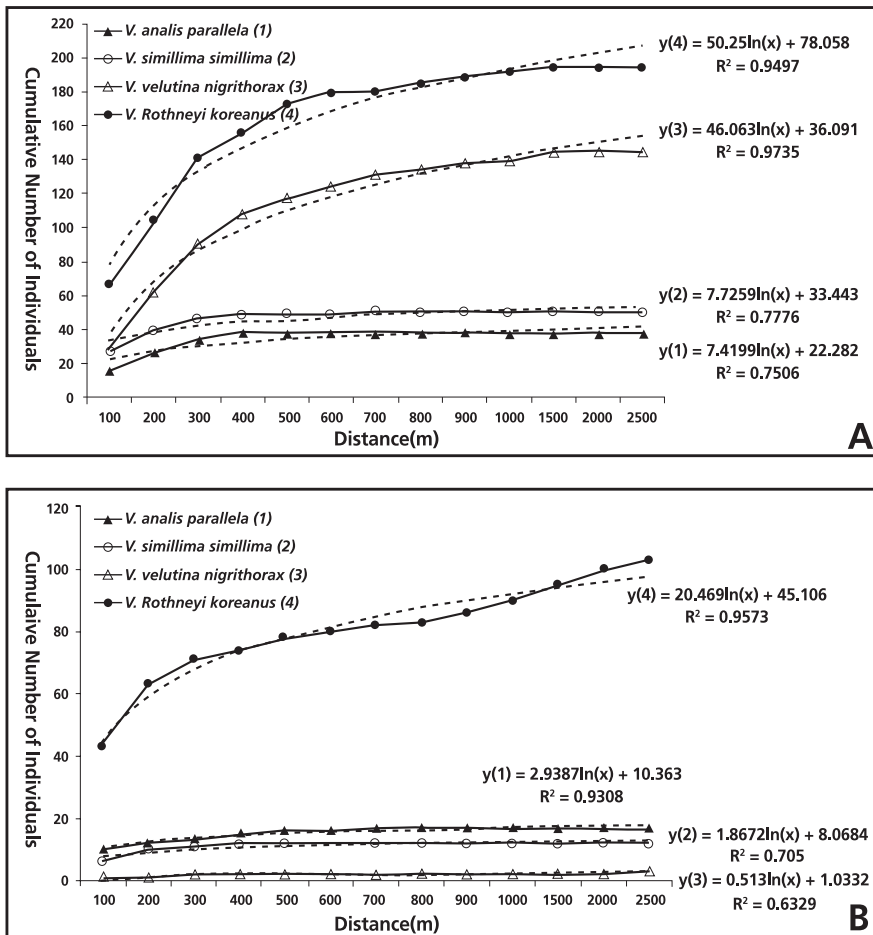 Cumulative Number of Individuals
220
200
180
160
140
120
100
80
60
40
20
0
V. analis parallela (1)
V. simillima simillima (2)
V. velutina nigrithorax (3)
V. Rothneyi koreanus (4)
y(4) = 50.25ln(x) + 78.058
R² = 0.9497
y(3) = 46.063ln(x) + 36.091
R² = 0.9735
y(2) = 7.7259ln(x) + 33.443
R² = 0.7776
y(1) = 7.4199ln(x) + 22.282
R² = 0.7506
100 200 300 400 500 600 700 800 900 1000 1500 2000 2500
Distance(m)
A
Cumulaive Number of Individuals
120
100
80
60
40
20
0
V. analis parallela (1)
V. simillima simillima (2)
V. velutina nigrithorax (3)
V. Rothneyi koreanus (4)
y(4) = 20.469ln(x) + 45.106
R² = 0.9573
y(1) = 2.9387ln(x) + 10.363
R² = 0.9308
y(2) = 1.8672ln(x) + 8.0684
R² = 0.705
y(3) = 0.513ln(x) + 1.0332
R² = 0.6329
100 200 300 400 500 600 700 800 900 1000 1500 2000 2500
Distance(m)
B